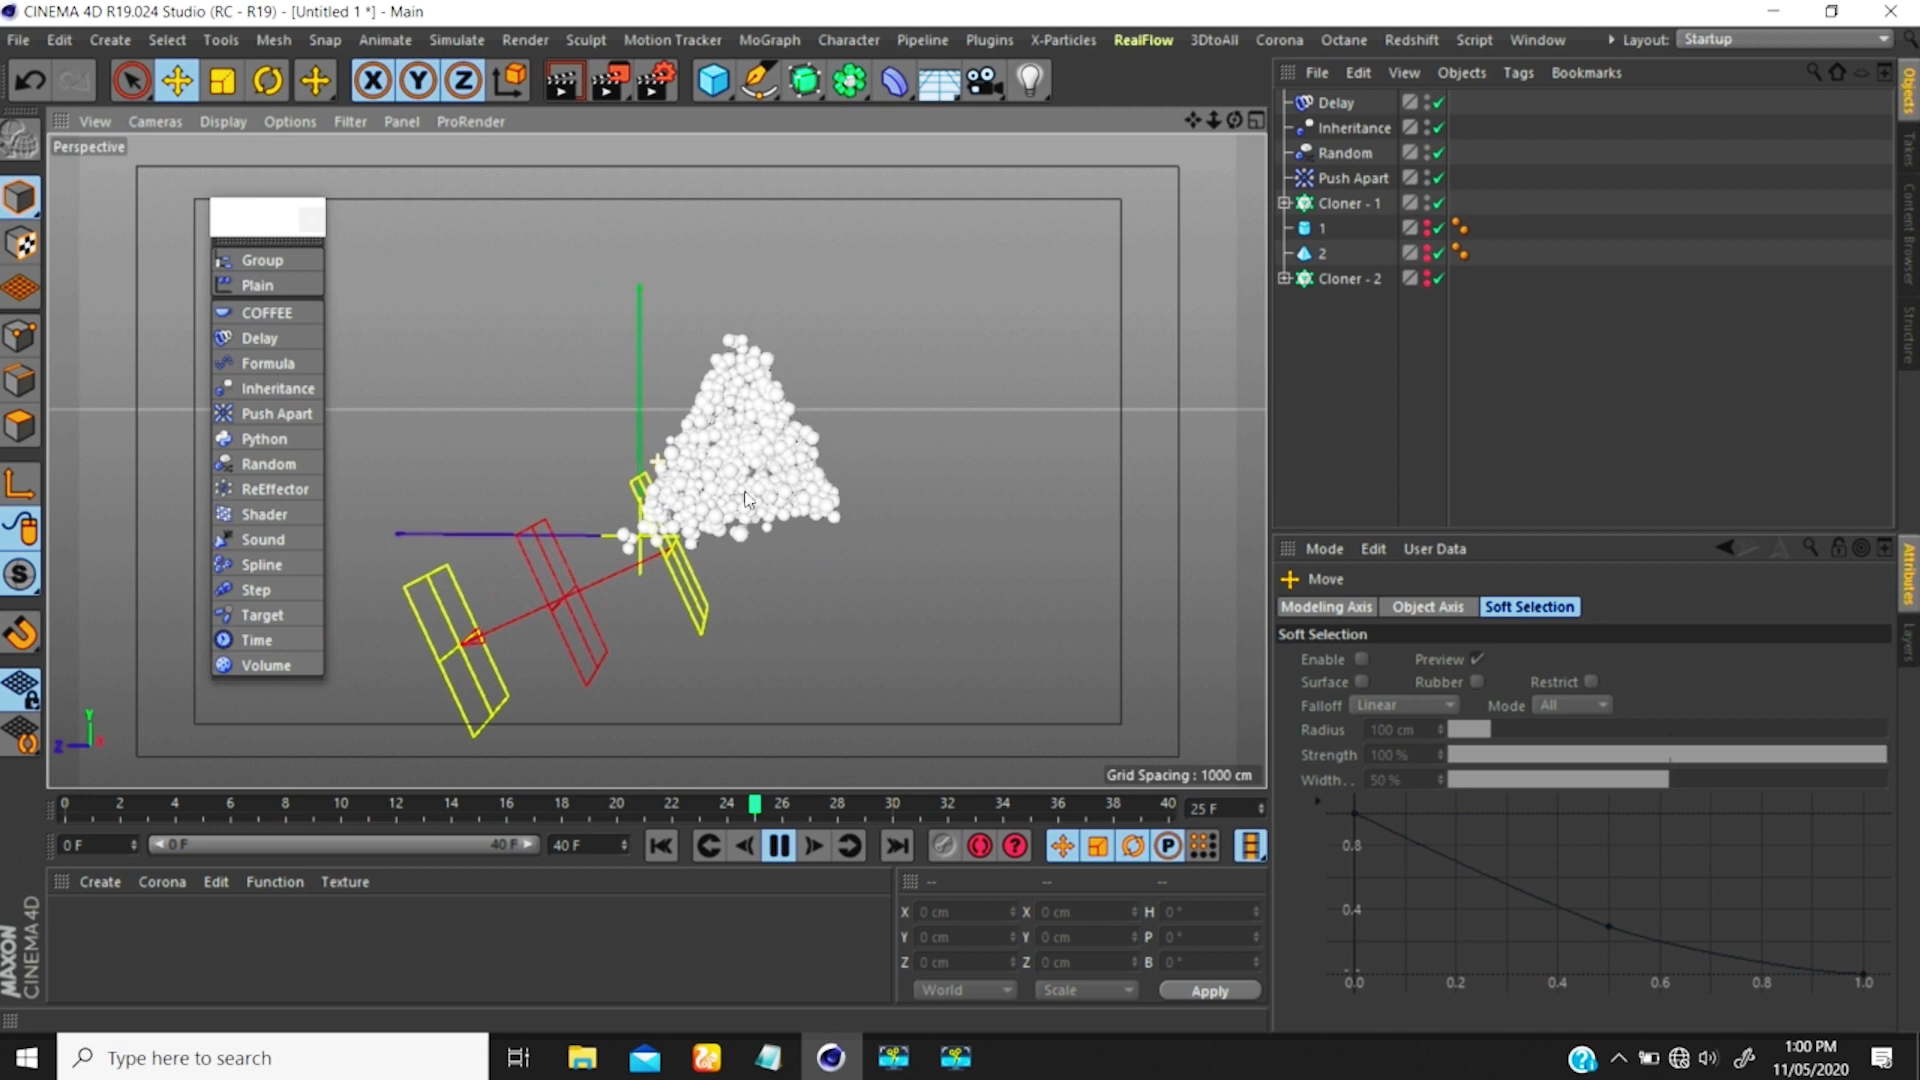 CINEMA 4D R19.024 Studio (RC - R19) - [Untitled 1 *] - Main
File Edit Create Select Tools Mesh Snap Animate Simulate Render Sculpt Motion Tracker MoGraph Character Pipeline Plugins X-Particles RealFlow 3DtoAll Corona Octane Redshift Script Window Layout: Startup
X Y Z
File Edit View Objects Tags Bookmarks
View Cameras Display Options Filter Panel ProRender
Perspective
Delay
Inheritance
Random
Push Apart
Cloner - 1
1
2
Cloner - 2
Objects
Takes
Content Browser
Structure
Group
Plain
COFFEE
Delay
Formula
Inheritance
Push Apart
Python
Random
ReEffector
Shader
Sound
Spline
Step
Target
Time
Volume
Y
Z X
Grid Spacing : 1000 cm
S
Mode Edit User Data
Move
Modeling Axis Object Axis Soft Selection
Soft Selection
Enable Preview
Surface Rubber Restrict
Falloff Linear Mode All
Radius 100 cm
Strength 100 %
Width . . 50 %
0.8
0.4
0.0 0.2 0.4 0.6 0.8 1.0
Attributes
Layers
0 2 4 6 8 10 12 14 16 18 20 22 24 26 28 30 32 34 36 38 40 25 F
0 F 0 F 40 F 40 F
P
Create Corona Edit Function Texture
-- -- --
X 0 cm X 0 cm H 0 °
Y 0 cm Y 0 cm P 0 °
Z 0 cm Z 0 cm B 0 °
World Scale Apply
MAXON
CINEMA 4D
Type here to search
1:00 PM
11/05/2020